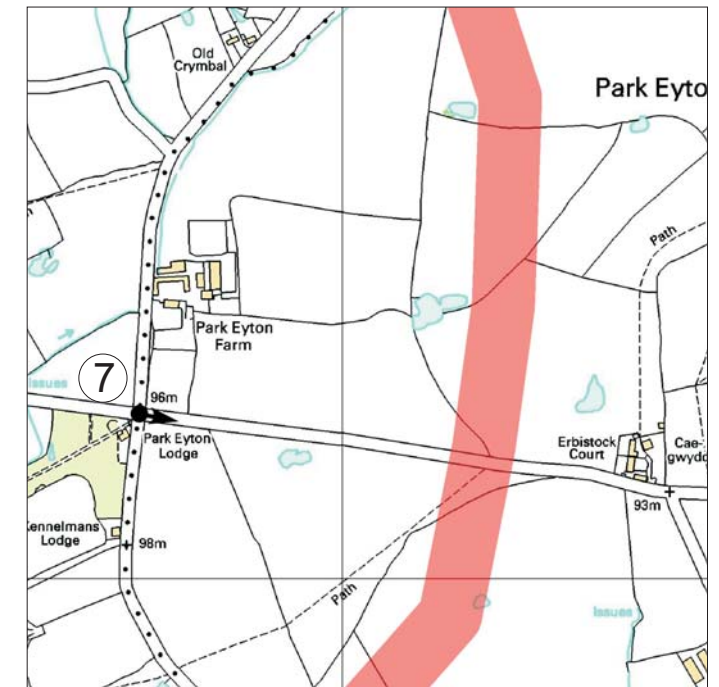 Old
Crymbal
Park Eyto
Path
Park Eyton
Farm
7
Issues
96m
Park Eyton
Lodge
Erbistock
Court
Cae-
gwydd
93m
ennelmans
Lodge
98m
Path
Issues